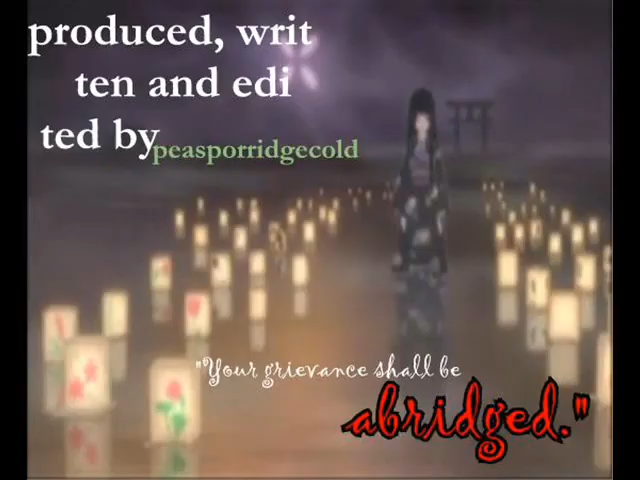 produced, writ
ten and edi
ted by
peasporridgecold
"Your grievance shall be
abridged."